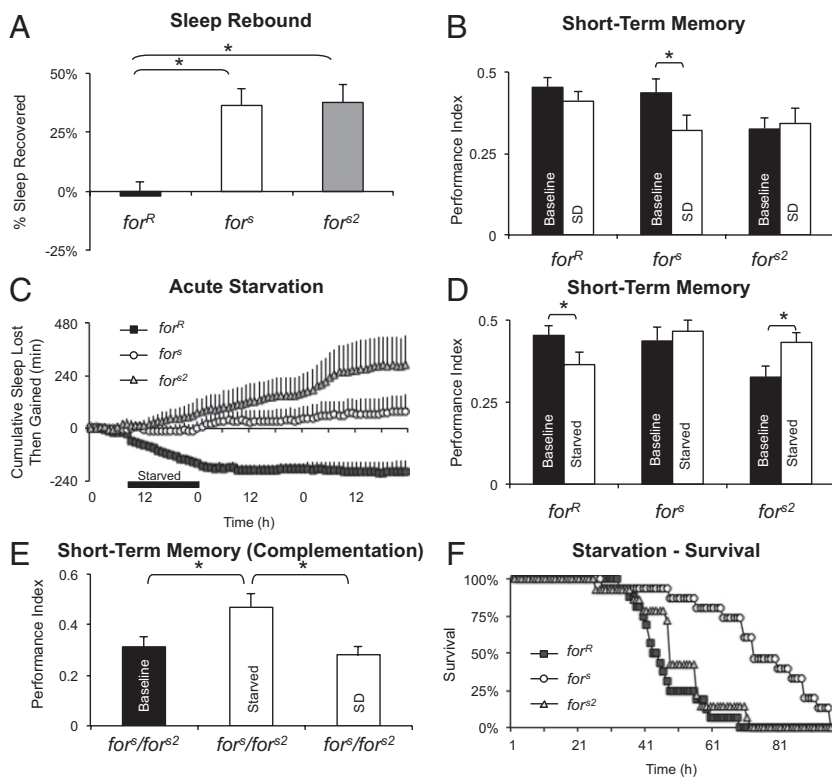 A
Sleep Rebound
*
*
50%
25%
0%
-25%
% Sleep Recovered
forR
fors
fors2
B
Short-Term Memory
*
0.5
0.25
0
Performance Index
Baseline
SD
Baseline
SD
Baseline
SD
forR
fors
fors2
C
Acute Starvation
480
240
0
-240
Cumulative Sleep Lost
Then Gained (min)
forR
fors
fors2
Starved
0 12 0 12 0 12
Time (h)
D
Short-Term Memory
*
*
0.5
0.25
0
Performance Index
Baseline
Starved
Baseline
Starved
Baseline
Starved
forR
fors
fors2
E
Short-Term Memory (Complementation)
*
*
0.6
0.4
0.2
0
Performance Index
Baseline
Starved
SD
fors/fors2
fors/fors2
fors/fors2
F
Starvation - Survival
100%
75%
50%
25%
0%
Survival
forR
fors
fors2
1 21 41 61 81
Time (h)